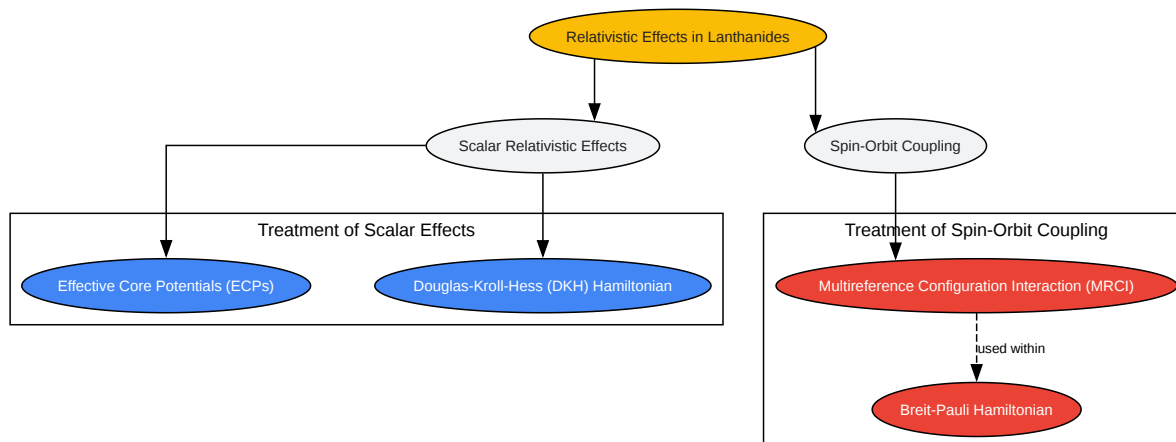 Relativistic Effects in Lanthanides
Scalar Relativistic Effects
Spin-Orbit Coupling
Treatment of Scalar Effects
Treatment of Spin-Orbit Coupling
Effective Core Potentials (ECPs)
Douglas-Kroll-Hess (DKH) Hamiltonian
Multireference Configuration Interaction (MRCI)
used within
Breit-Pauli Hamiltonian